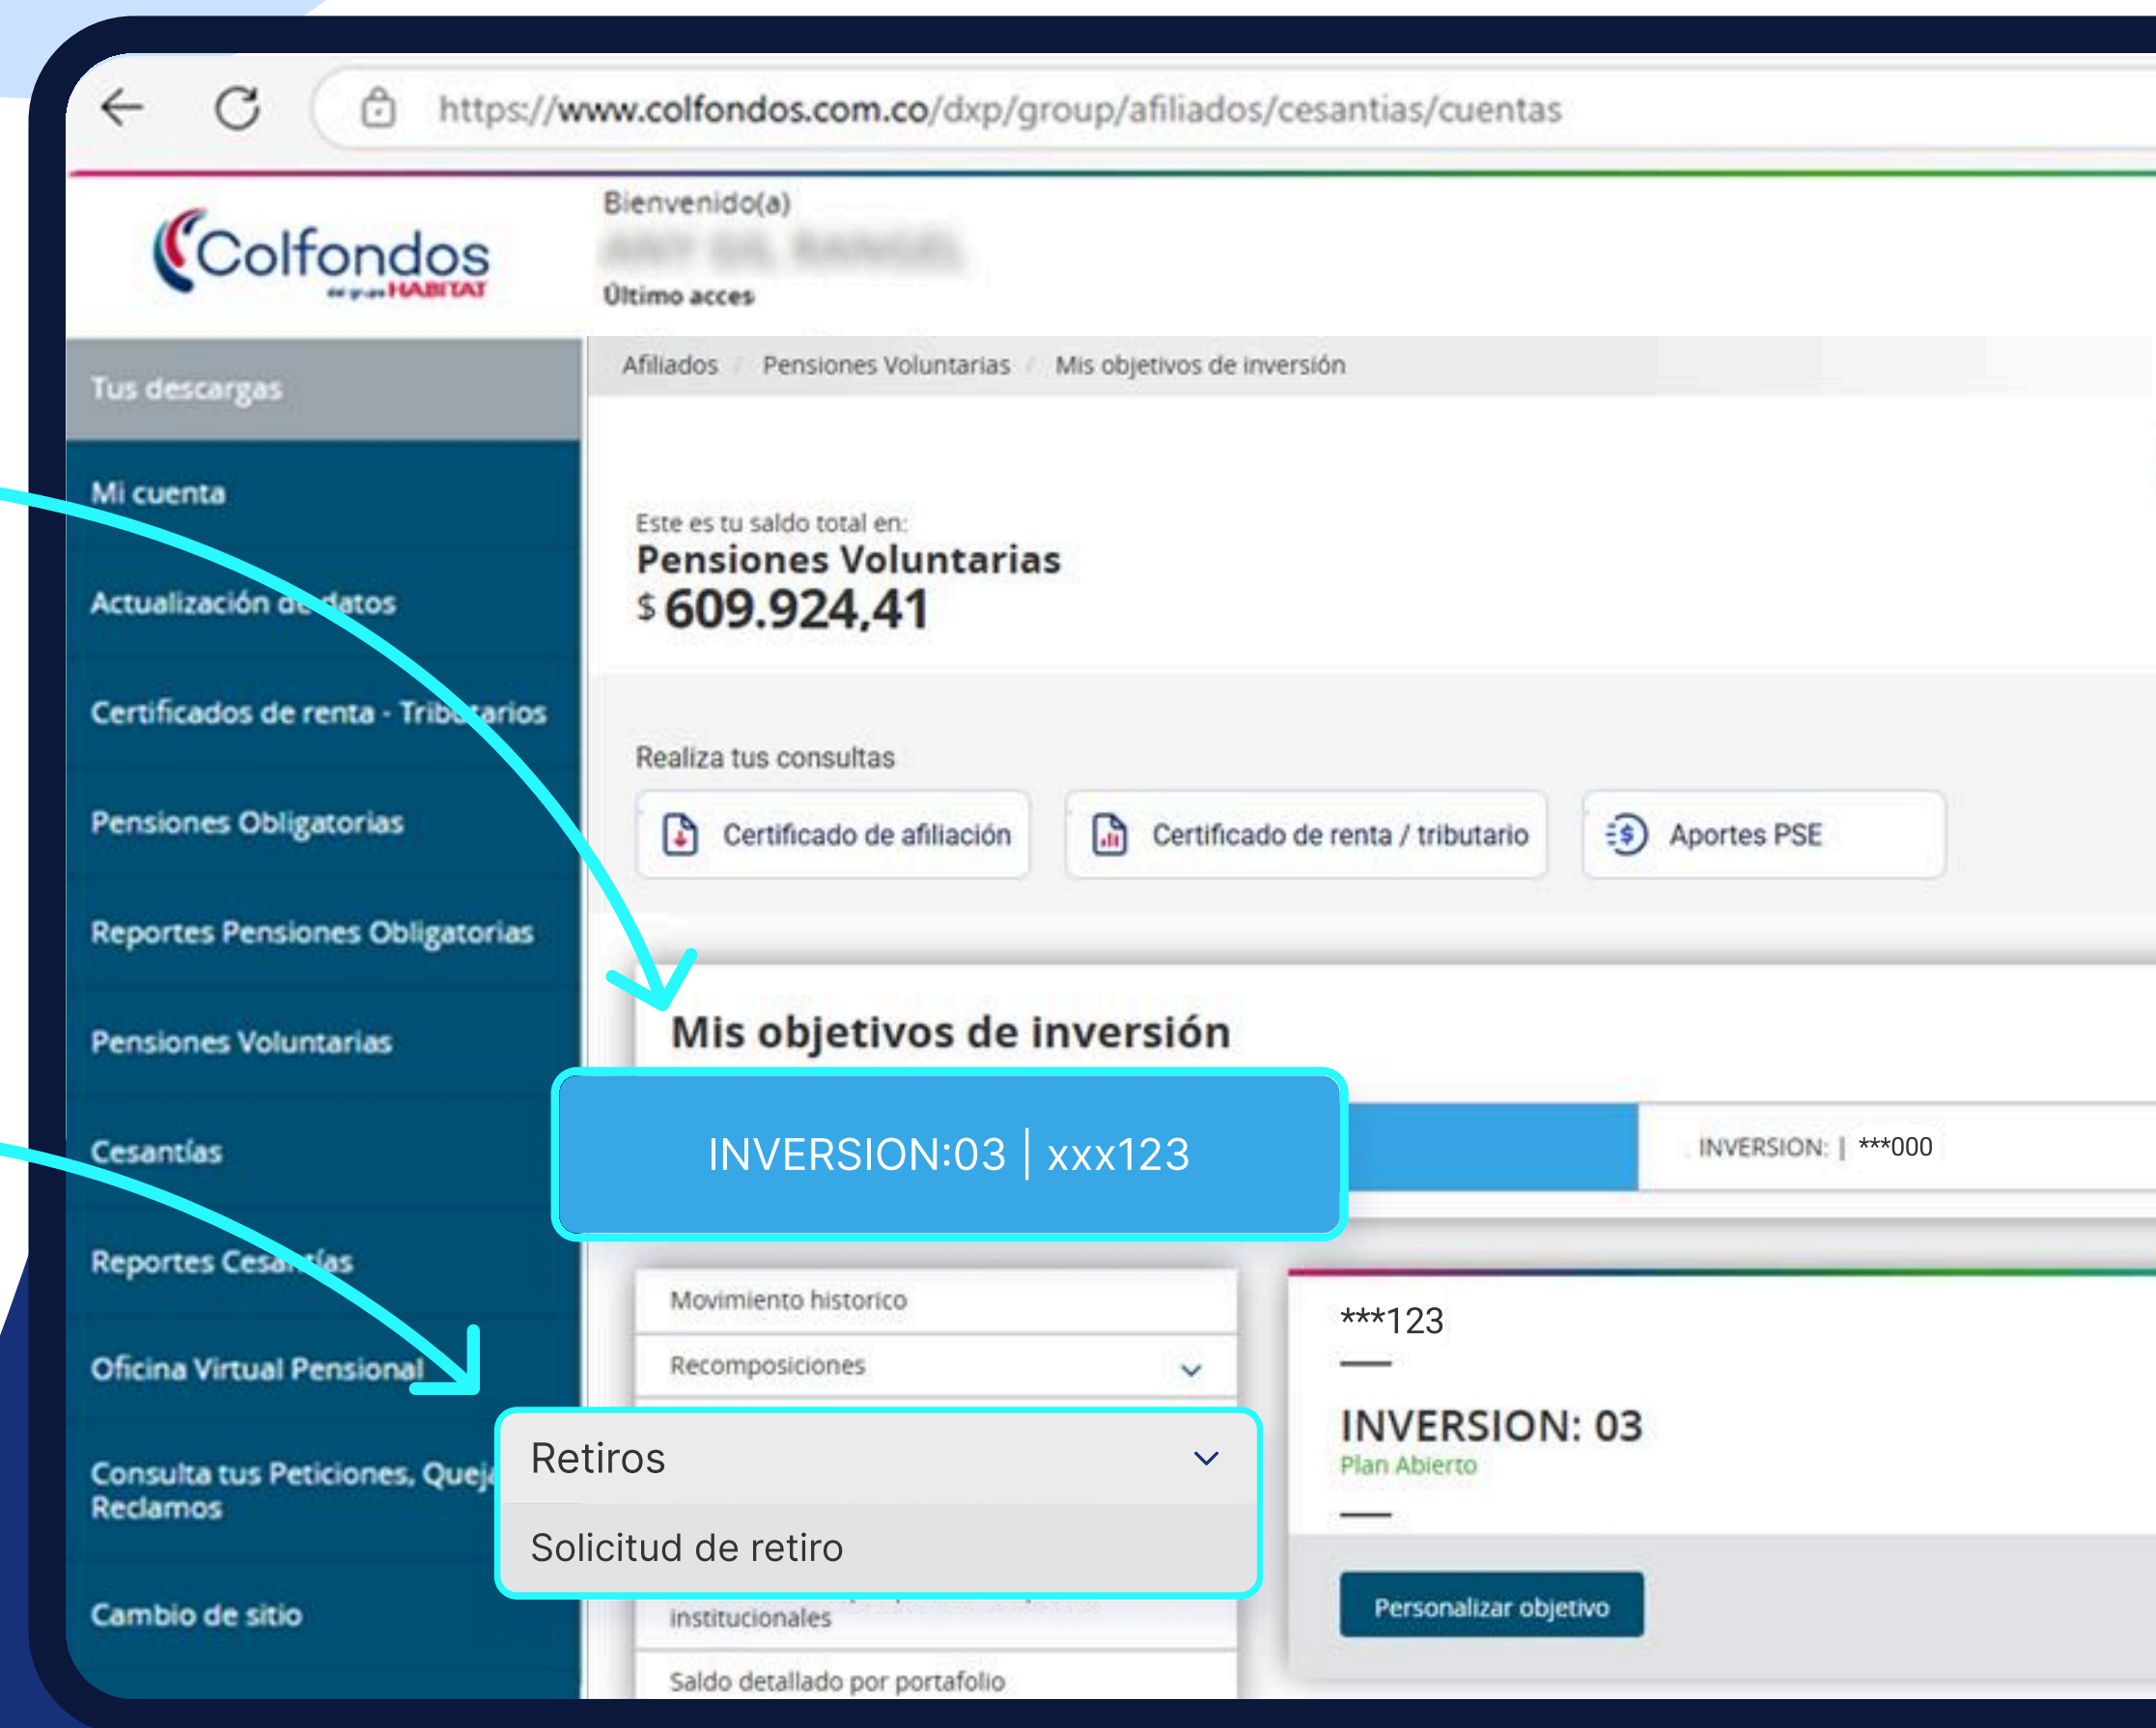 https://www.colfondos.com.co/dxp/group/afiliados/cesantias/cuentas
Colfondos
del grupo HABITAT
Bienvenido(a)
Último acces
Afiliados / Pensiones Voluntarias / Mis objetivos de inversión
Tus descargas
Mi cuenta
Actualización de datos
Certificados de renta - Tributarios
Pensiones Obligatorias
Reportes Pensiones Obligatorias
Pensiones Voluntarias
Cesantías
Reportes Cesantías
Oficina Virtual Pensional
Consulta tus Peticiones, Queja
Reclamos
Cambio de sitio
Este es tu saldo total en:
Pensiones Voluntarias
$ 609.924,41
Realiza tus consultas
Certificado de afiliación
Certificado de renta / tributario
Aportes PSE
Mis objetivos de inversión
INVERSION:03 | xxx123
INVERSION: | ***000
Movimiento historico
Recomposiciones
Retiros
Solicitud de retiro
institucionales
Saldo detallado por portafolio
***123
INVERSION: 03
Plan Abierto
Personalizar objetivo